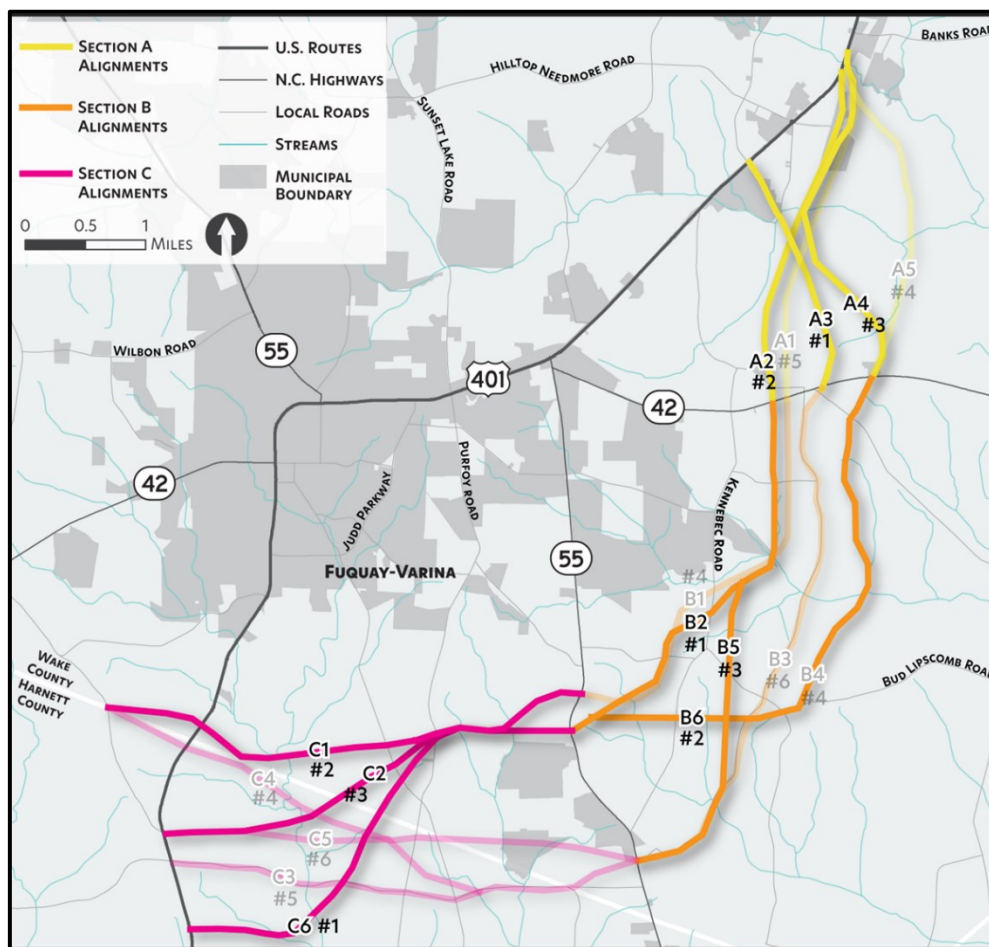 SECTION A
ALIGNMENTS
SECTION B
ALIGNMENTS
SECTION C
ALIGNMENTS
0 0.5 1
MILES
U.S. ROUTES
N.C. HIGHWAYS
LOCAL ROADS
STREAMS
MUNICIPAL
BOUNDARY
BANKS ROAD
HILLTOP NEEDMORE ROAD
SUNSET LAKE ROAD
A5
#4
A4
#3
A3
#1
A1
#5
A2
#2
WILBON ROAD
55
401
42
42
JUDD PARKWAY
PURFOY ROAD
KENNEBEC ROAD
55
FUQUAY-VARINA
#4
B1
B2
#1
B5
#3
B3
#6
B4
#4
BUD LIPSCOMB ROAD
WAKE
COUNTY
HARNETT
COUNTY
B6
#2
C1
#2
C2
#3
C4
#4
C5
#6
C3
#5
C6 #1